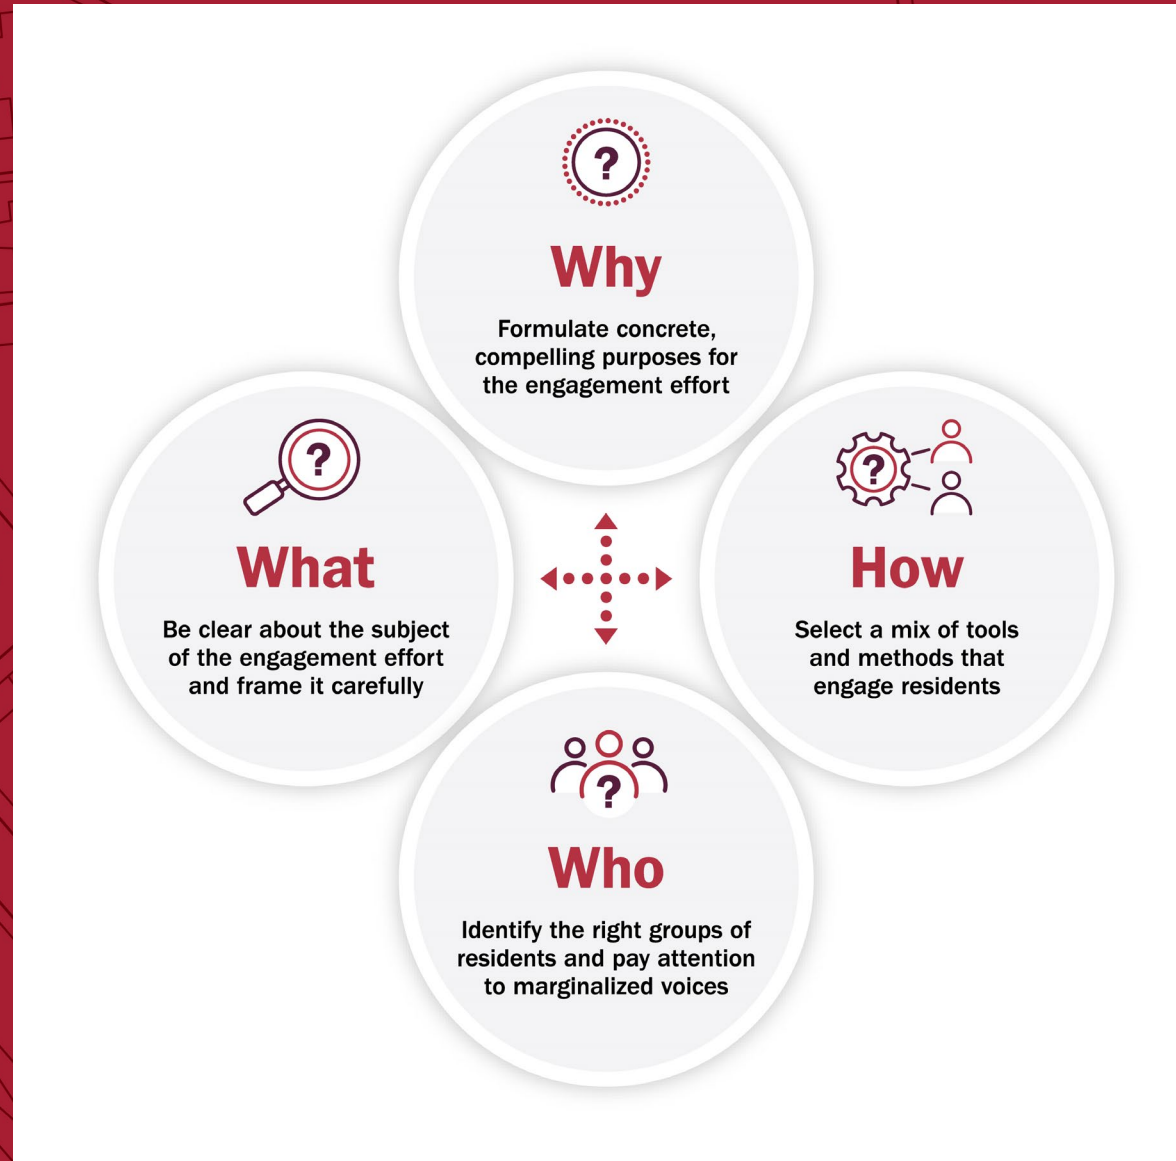 ?
Why
Formulate concrete,
compelling purposes for
the engagement effort
?
What
Be clear about the subject
of the engagement effort
and frame it carefully
?
How
Select a mix of tools
and methods that
engage residents
?
Who
Identify the right groups of
residents and pay attention
to marginalized voices